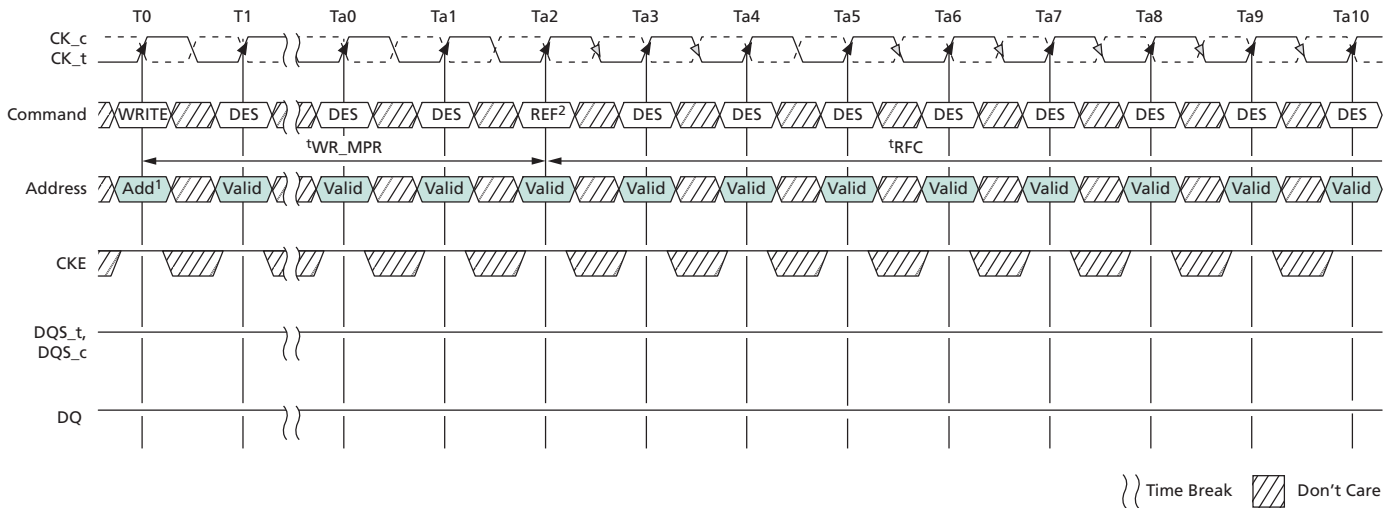 T0 T1 Ta0 Ta1 Ta2 Ta3 Ta4 Ta5 Ta6 Ta7 Ta8 Ta9 Ta10
CK_c
CK_t
Command WRITE DES DES DES REF2 DES DES DES DES DES DES DES DES
tWR_MPR tRFC
Address Add1 Valid Valid Valid Valid Valid Valid Valid Valid Valid Valid Valid Valid
CKE
DQS_t,
DQS_c
DQ
Time Break Don't Care